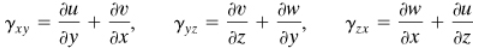 γxy = ∂u/∂y + ∂v/∂x, γyz = ∂v/∂z + ∂w/∂y, γzx = ∂w/∂x + ∂u/∂z